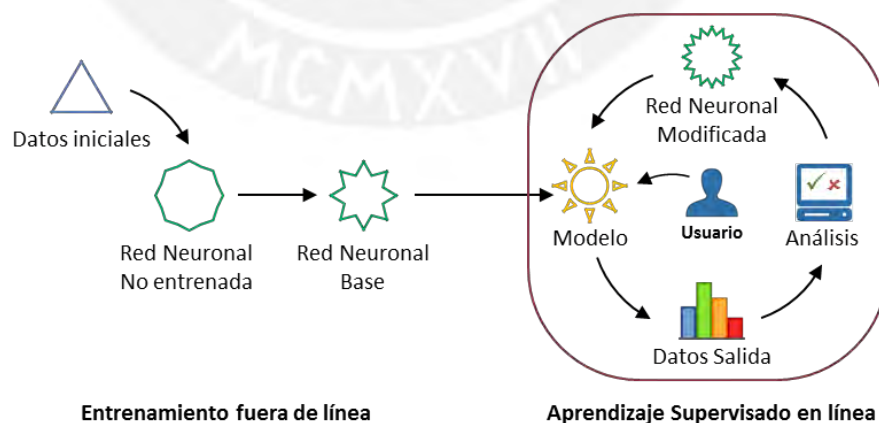 MCMXVII
Datos iniciales
Red Neuronal
No entrenada
Red Neuronal
Base
Red Neuronal
Modificada
Modelo
Usuario
Análisis
Datos Salida
Entrenamiento fuera de línea
Aprendizaje Supervisado en línea